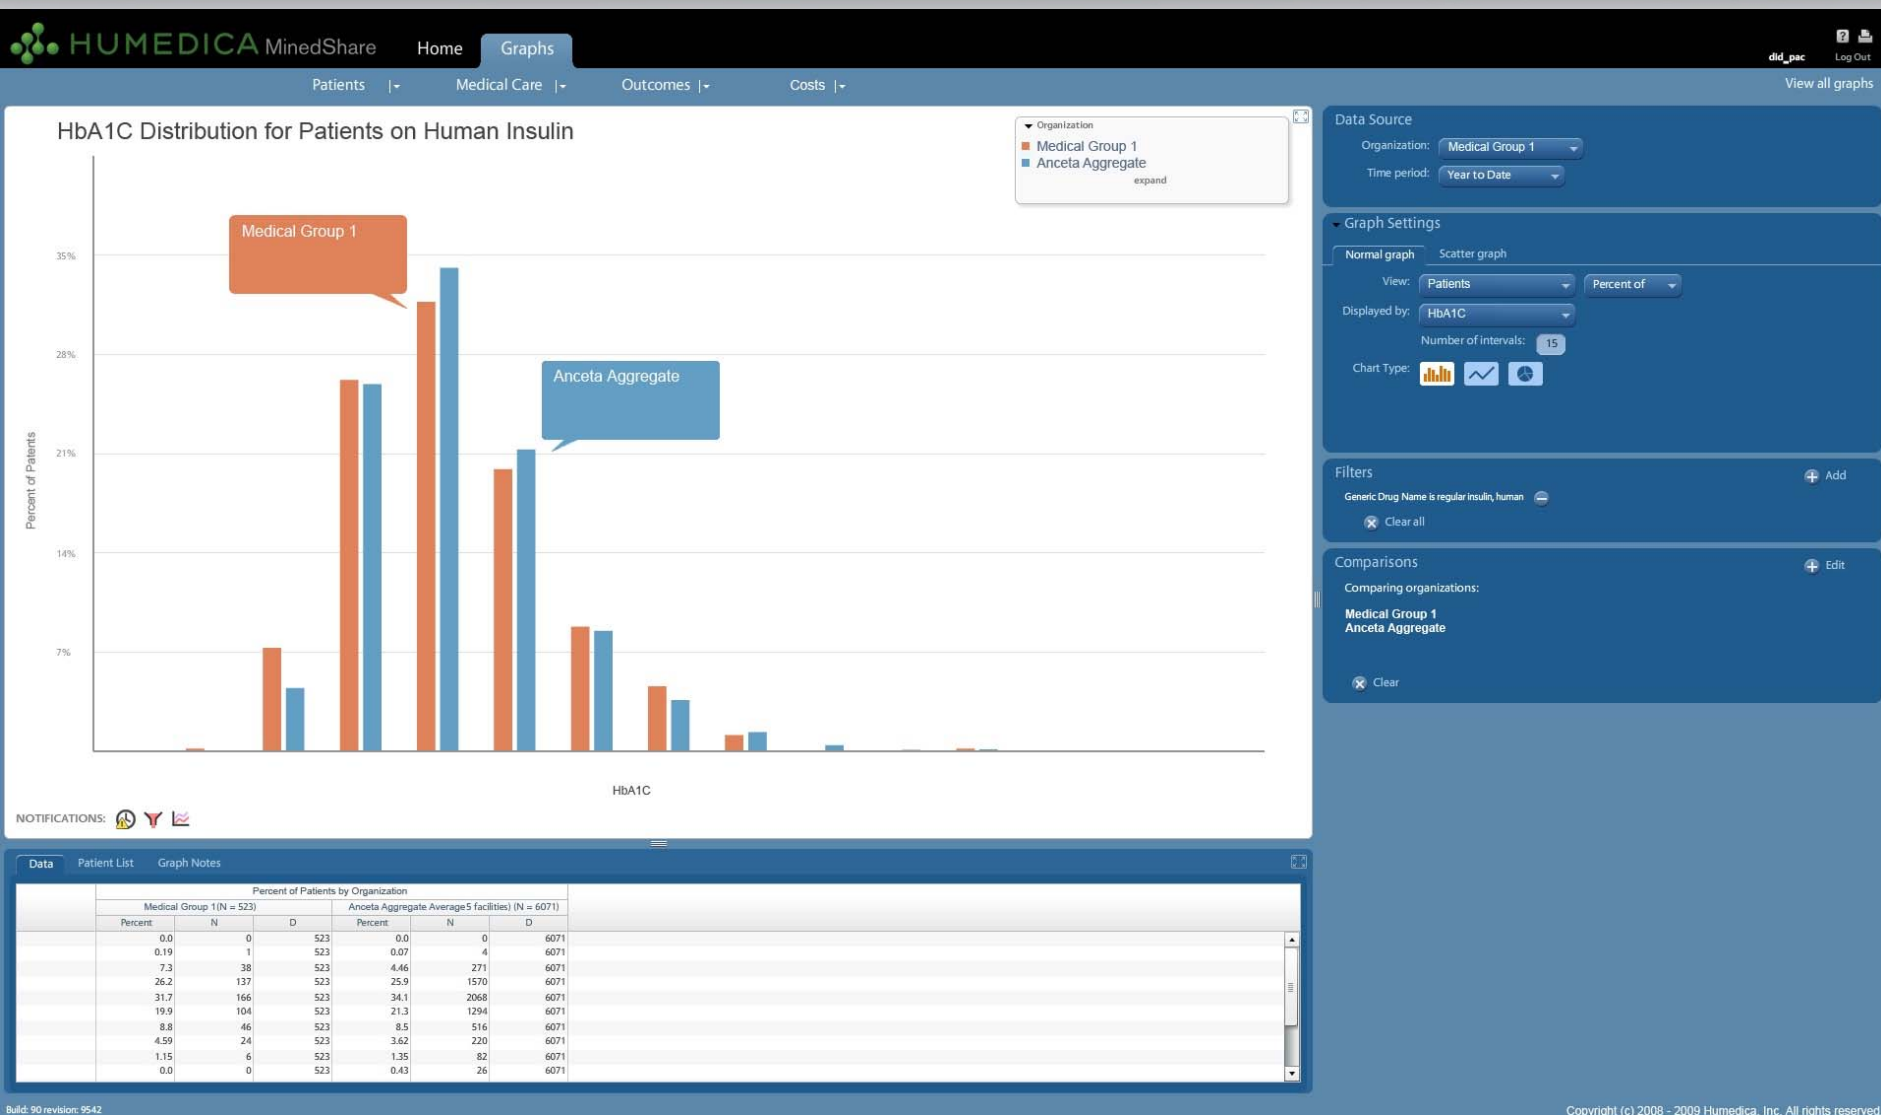 HUMEDICA MinedShare
Home
Graphs
did_pac
Log Out
Patients
Medical Care
Outcomes
Costs
View all graphs
HbA1C Distribution for Patients on Human Insulin
Organization
Medical Group 1
Anceta Aggregate
expand
Medical Group 1
Anceta Aggregate
35%
28%
21%
14%
7%
Percent of Patents
HbA1C
NOTIFICATIONS:
Data Source
Organization: Medical Group 1
Time period: Year to Date
Graph Settings
Normal graph Scatter graph
View: Patients Percent of
Displayed by: HbA1C
Number of intervals: 15
Chart Type:
Filters
Add
Generic Drug Name is regular insulin, human
Clear all
Comparisons
Edit
Comparing organizations:
Medical Group 1
Anceta Aggregate
Clear
Data Patient List Graph Notes
Percent of Patients by Organization
Medical Group 1(N = 523) Anceta Aggregate Average5 facilities) (N = 6071)
Percent N D Percent N D
0.0 0 523 0.0 0 6071
0.19 1 523 0.07 4 6071
7.3 38 523 4.46 271 6071
26.2 137 523 25.9 1570 6071
31.7 166 523 34.1 2068 6071
19.9 104 523 21.3 1294 6071
8.8 46 523 8.5 516 6071
4.59 24 523 3.62 220 6071
1.15 6 523 1.35 82 6071
0.0 0 523 0.43 26 6071
Build: 90 revision: 9542
Copyright (c) 2008 - 2009 Humedica, Inc. All rights reserved